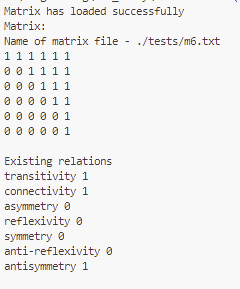 Matrix has loaded successfully
Matrix:
Name of matrix file - ./tests/m6.txt
1 1 1 1 1 1
0 0 1 1 1 1
0 0 0 1 1 1
0 0 0 0 1 1
0 0 0 0 0 1
0 0 0 0 0 1
Existing relations
transitivity 1
connectivity 1
asymmetry 0
reflexivity 0
symmetry 0
anti-reflexivity 0
antisymmetry 1